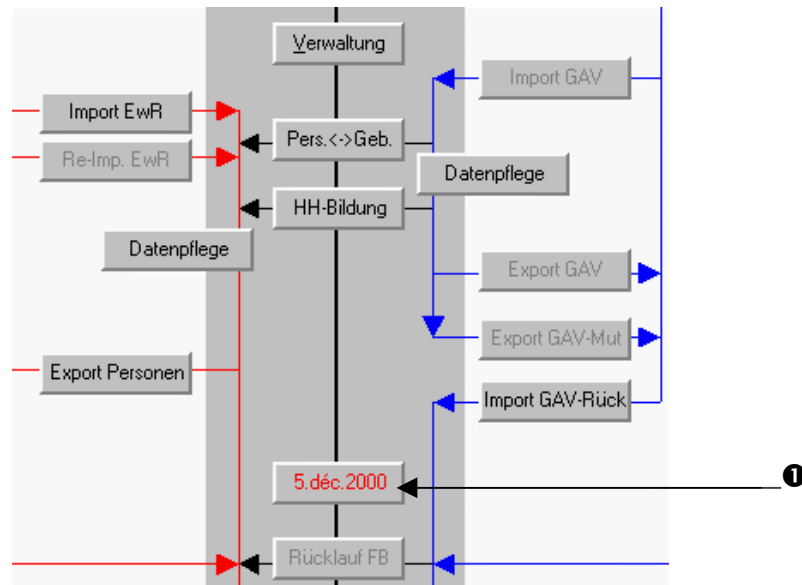 Verwaltung
Import GAV
Import EwR
Pers.<->Geb.
Re-Imp. EwR
Datenpflege
HH-Bildung
Datenpflege
Export GAV
Export GAV-Mut
Export Personen
Import GAV-Rück
❶
5.déc.2000
Rücklauf FB